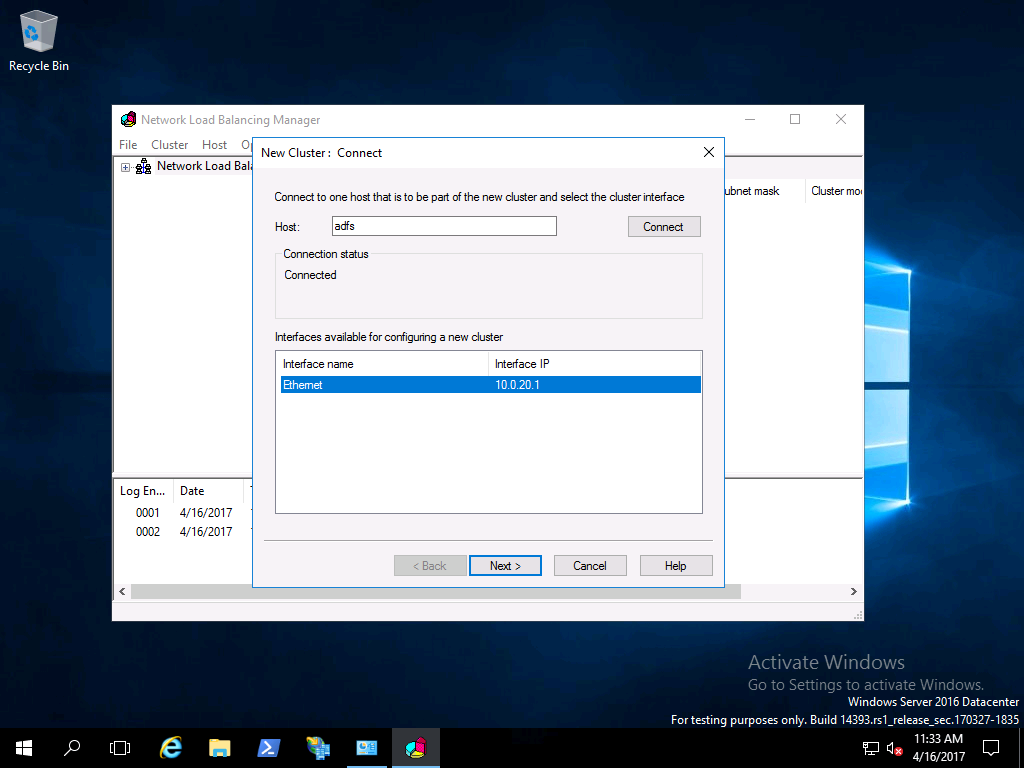 Recycle Bin
Network Load Balancing Manager
File Cluster Host
New Cluster : Connect
Network Load
Connect to one host that is to be part of the new cluster and select the cluster interface
ubnet mask Cluster mo
Host: adfs Connect
Connection status
Connected
Interfaces available for configuring a new cluster
Interface name Interface IP
Ethernet 10.0.20.1
Log En... Date
0001 4/16/2017
0002 4/16/2017
< Back Next > Cancel Help
Activate Windows
Go to Settings to activate Windows.
Windows Server 2016 Datacenter
For testing purposes only. Build 14393.rs1_release_sec.170327-1835
11:33 AM
4/16/2017